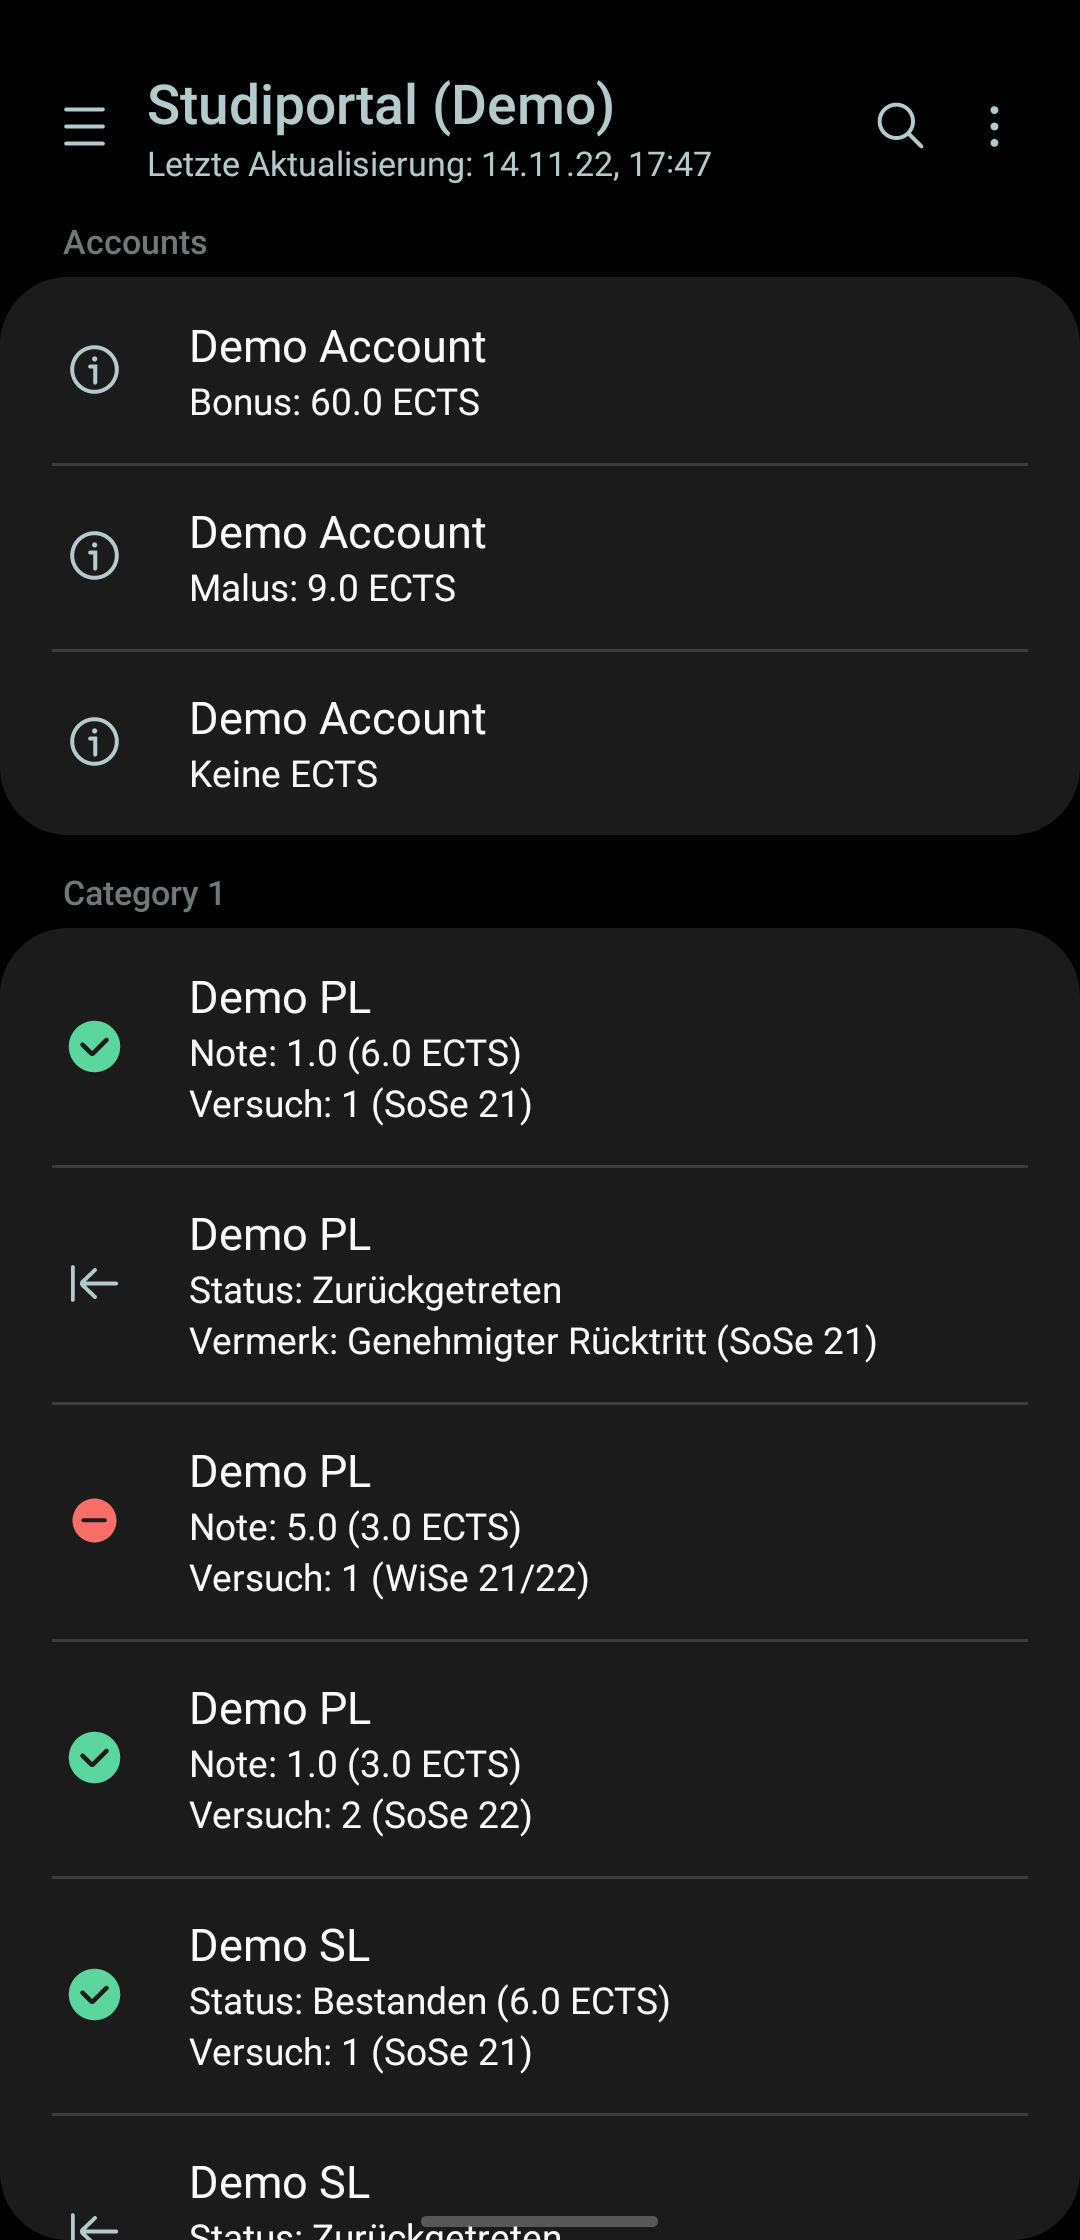 Studiportal (Demo)
Letzte Aktualisierung: 14.11.22, 17:47
Accounts
Demo Account
Bonus: 60.0 ECTS
Demo Account
Malus: 9.0 ECTS
Demo Account
Keine ECTS
Category 1
Demo PL
Note: 1.0 (6.0 ECTS)
Versuch: 1 (SoSe 21)
Demo PL
Status: Zurückgetreten
Vermerk: Genehmigter Rücktritt (SoSe 21)
Demo PL
Note: 5.0 (3.0 ECTS)
Versuch: 1 (WiSe 21/22)
Demo PL
Note: 1.0 (3.0 ECTS)
Versuch: 2 (SoSe 22)
Demo SL
Status: Bestanden (6.0 ECTS)
Versuch: 1 (SoSe 21)
Demo SL
Status: Zurückgetreten